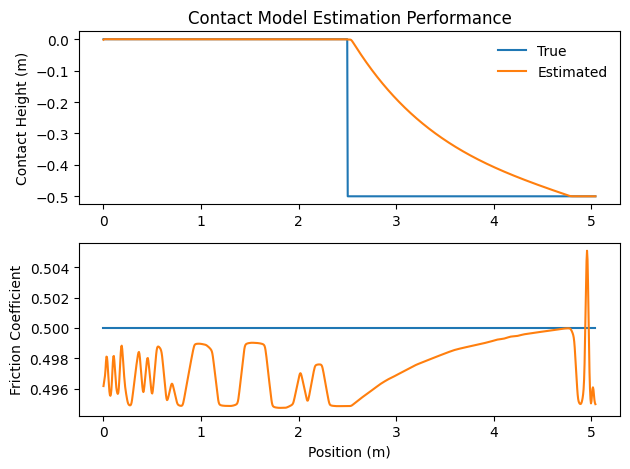 Contact Model Estimation Performance
0.0
−0.1
−0.2
−0.3
−0.4
−0.5
Contact Height (m)
True
Estimated
0 1 2 3 4 5
0.504
0.502
0.500
0.498
0.496
Friction Coefficient
0 1 2 3 4 5
Position (m)